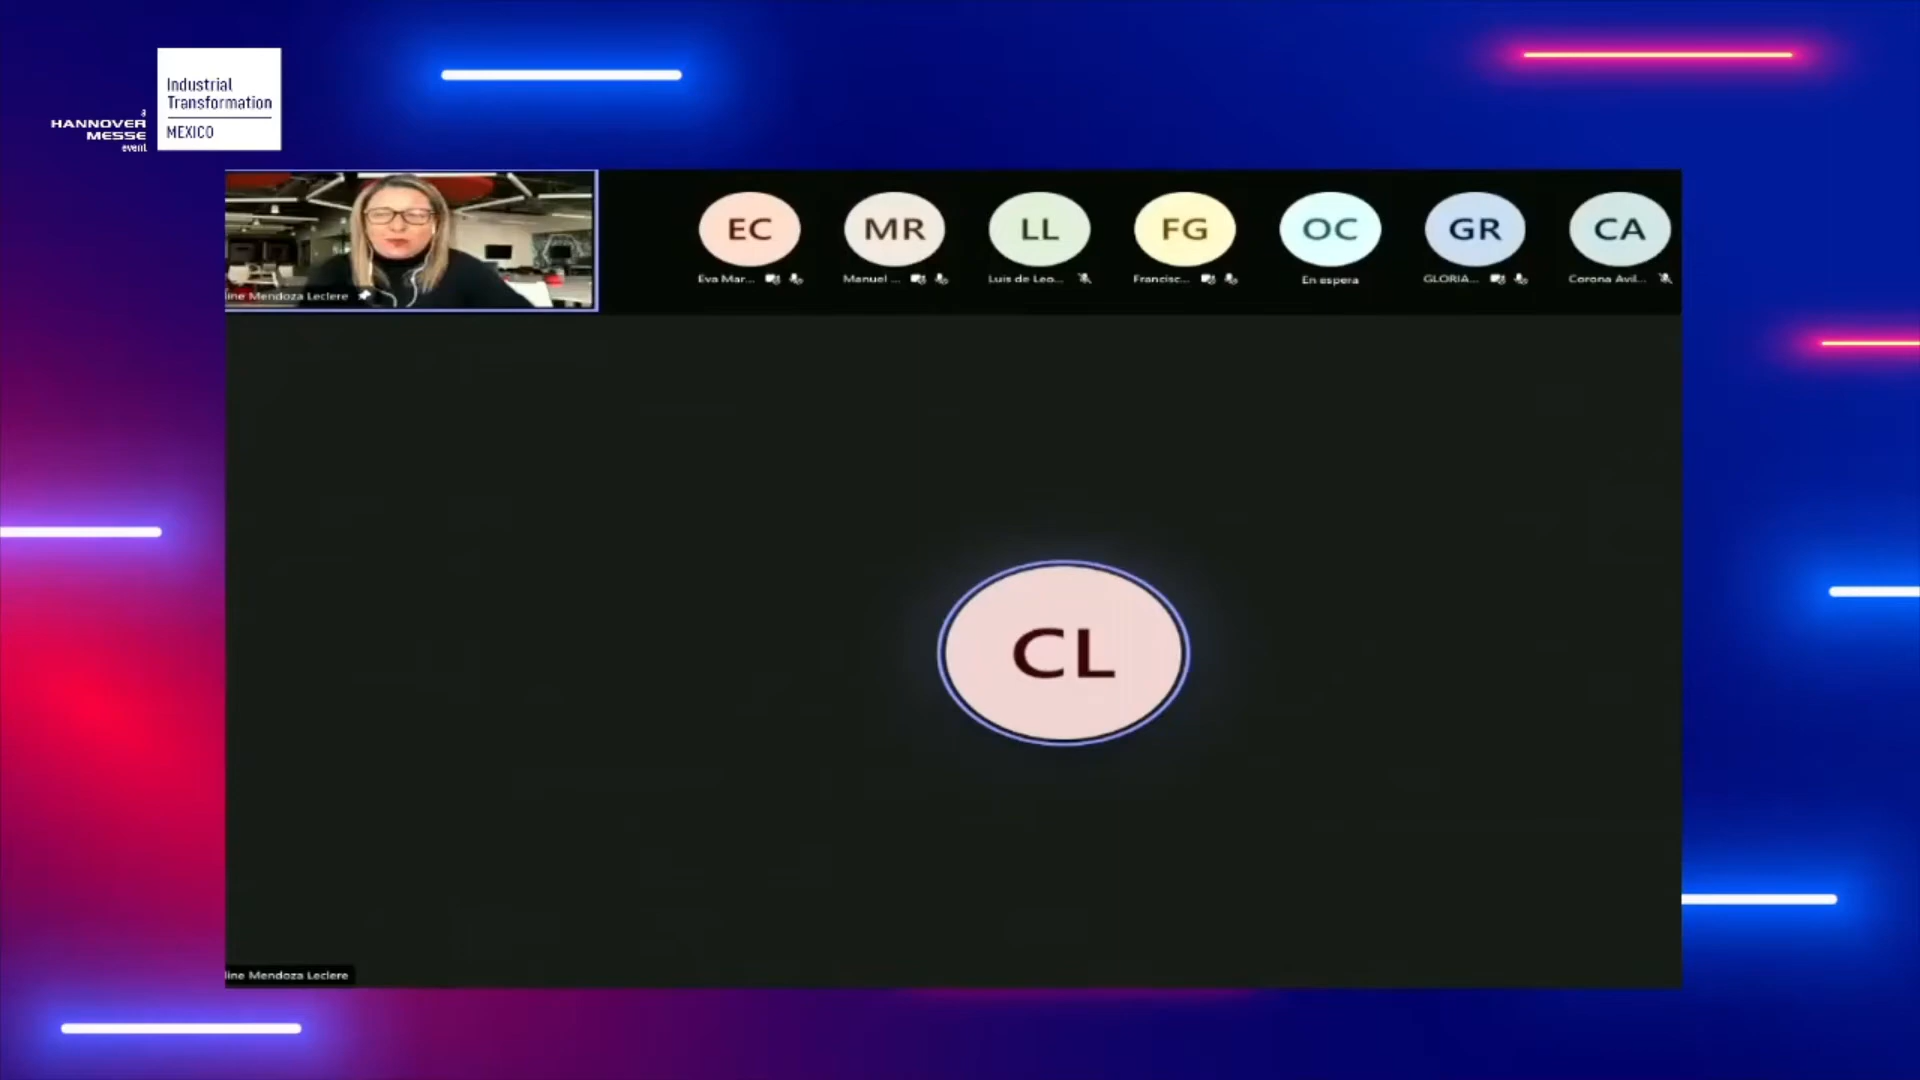 Industrial
Transformation
MEXICO
a
HANNOVER
MESSE
event
EC
MR
LL
FG
OC
GR
CA
Eva Mar...
Manuel ...
Luis de Leo...
Francisc...
En espera
GLORIA...
Corona Avil...
line Mendoza Leclere
CL
line Mendoza Leclere